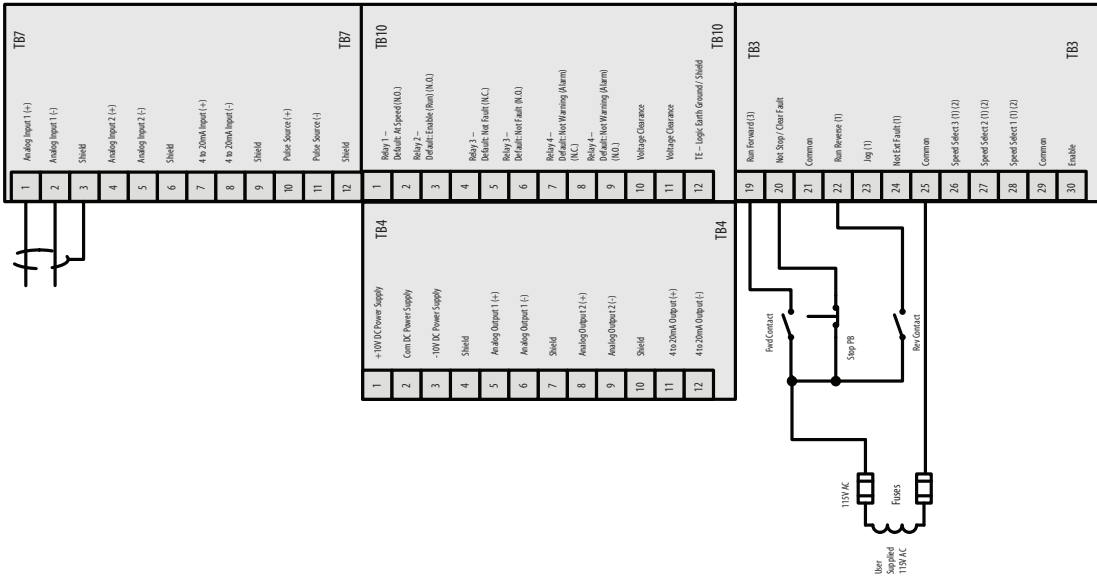 TB7
TB7
1
Analog Input 1 (+)
2
Analog Input 1 (-)
3
Shield
4
Analog Input 2 (+)
5
Analog Input 2 (-)
6
Shield
7
4 to 20mA Input (+)
8
4 to 20mA Input (-)
9
Shield
10
Pulse Source (+)
11
Pulse Source (-)
12
Shield
TB10
TB10
1
Relay 1 –
Default: At Speed (N.O.)
2
Relay 2 –
3
Default: Enable (Run) (N.O.)
4
Relay 3 –
Default: Not Fault (N.C.)
5
Relay 3 –
6
Default: Not Fault (N.O.)
7
Relay 4 –
Default: Not Warning (Alarm)
(N.C.)
8
Relay 4 –
Default: Not Warning (Alarm)
9
(N.O.)
10
Voltage Clearance
11
Voltage Clearance
12
TE – Logic Earth Ground / Shield
TB4
TB4
1
+10V DC Power Supply
2
Com DC Power Supply
3
-10V DC Power Supply
4
Shield
5
Analog Output 1 (+)
6
Analog Output 1 (-)
7
Shield
8
Analog Output 2 (+)
9
Analog Output 2 (-)
10
Shield
11
4 to 20mA Output (+)
12
4 to 20mA Output (-)
TB3
TB3
19
Run Forward (3)
20
Not Stop / Clear Fault
21
Common
22
Run Reverse (1)
23
Jog (1)
24
Not Ext Fault (1)
25
Common
26
Speed Select 3 (1) (2)
27
Speed Select 2 (1) (2)
28
Speed Select 1 (1) (2)
29
Common
30
Enable
Fwd Contact
Stop PB
Rev Contact
115V AC
Fuses
User
Supplied
115V AC